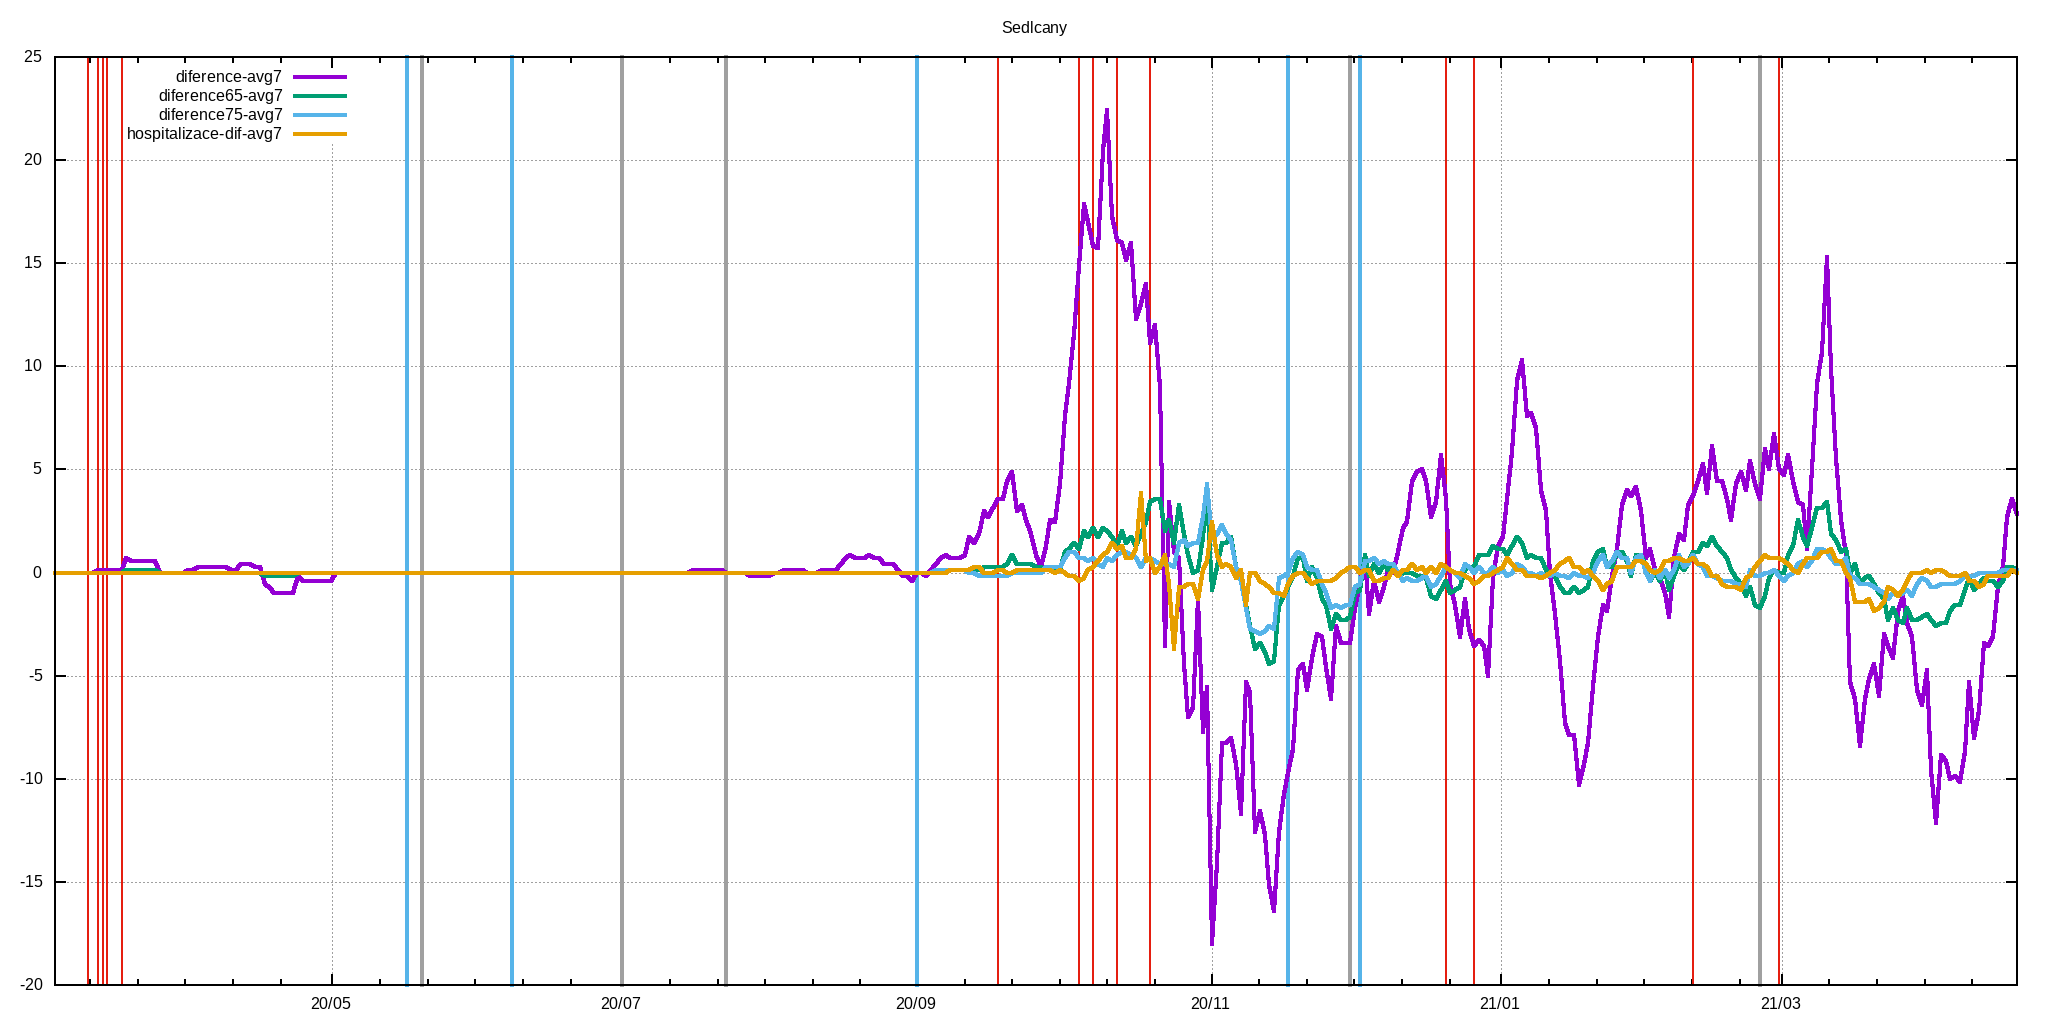 Sedlcany
25
diference-avg7
diference65-avg7
diference75-avg7
hospitalizace-dif-avg7
20
15
10
5
0
-5
-10
-15
-20
20/05 20/07 20/09 20/11 21/01 21/03